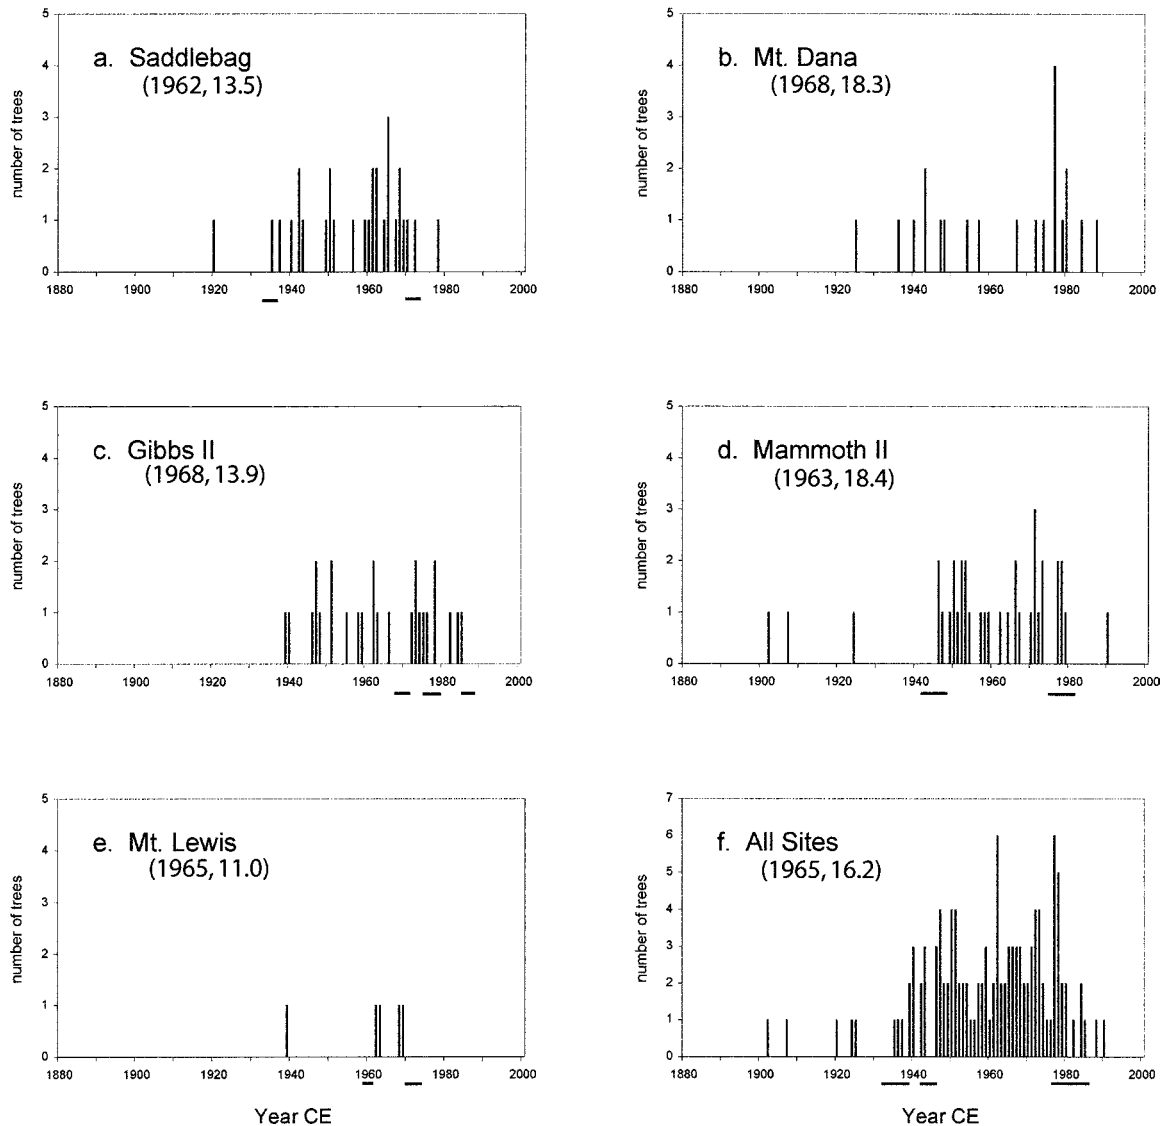 a. Saddlebag
(1962, 13.5)
number of trees
5
4
3
2
1
0
1880 1900 1920 1940 1960 1980 2000
b. Mt. Dana
(1968, 18.3)
number of trees
5
4
3
2
1
0
1880 1900 1920 1940 1960 1980 2000
c. Gibbs II
(1968, 13.9)
number of trees
5
4
3
2
1
0
1880 1900 1920 1940 1960 1980 2000
d. Mammoth II
(1963, 18.4)
number of trees
5
4
3
2
1
0
1880 1900 1920 1940 1960 1980 2000
e. Mt. Lewis
(1965, 11.0)
number of trees
5
4
3
2
1
0
1880 1900 1920 1940 1960 1980 2000
Year CE
f. All Sites
(1965, 16.2)
number of trees
7
6
5
4
3
2
1
0
1880 1900 1920 1940 1960 1980 2000
Year CE